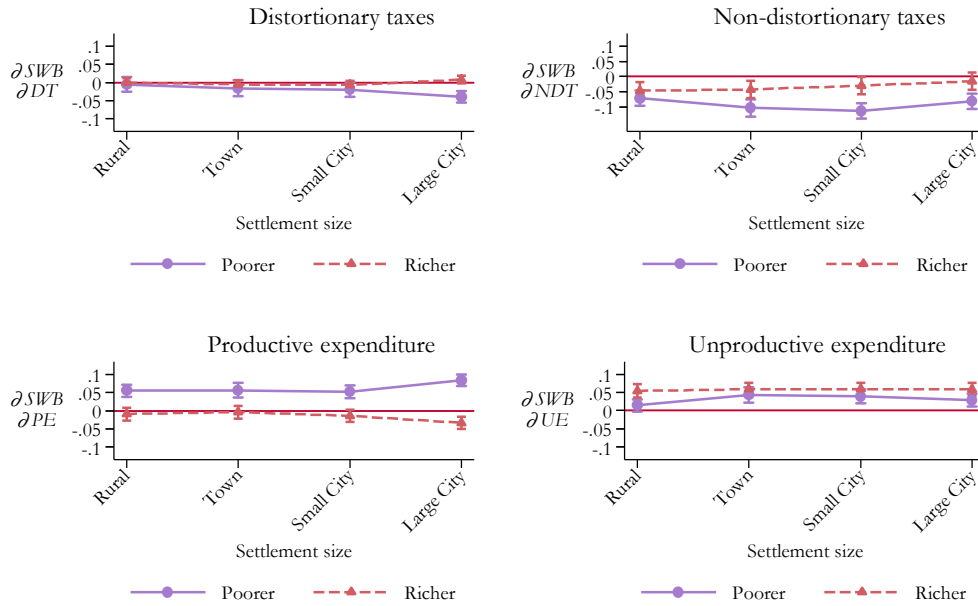 Distortionary taxes
∂SWB
∂DT
.1
.05
0
-.05
-.1
Rural
Town
Small City
Large City
Settlement size
Poorer
Richer
Non-distortionary taxes
∂SWB
∂NDT
.1
.05
0
-.05
-.1
Rural
Town
Small City
Large City
Settlement size
Poorer
Richer
Productive expenditure
∂SWB
∂PE
.1
.05
0
-.05
-.1
Rural
Town
Small City
Large City
Settlement size
Poorer
Richer
Unproductive expenditure
∂SWB
∂UE
.1
.05
0
-.05
-.1
Rural
Town
Small City
Large City
Settlement size
Poorer
Richer